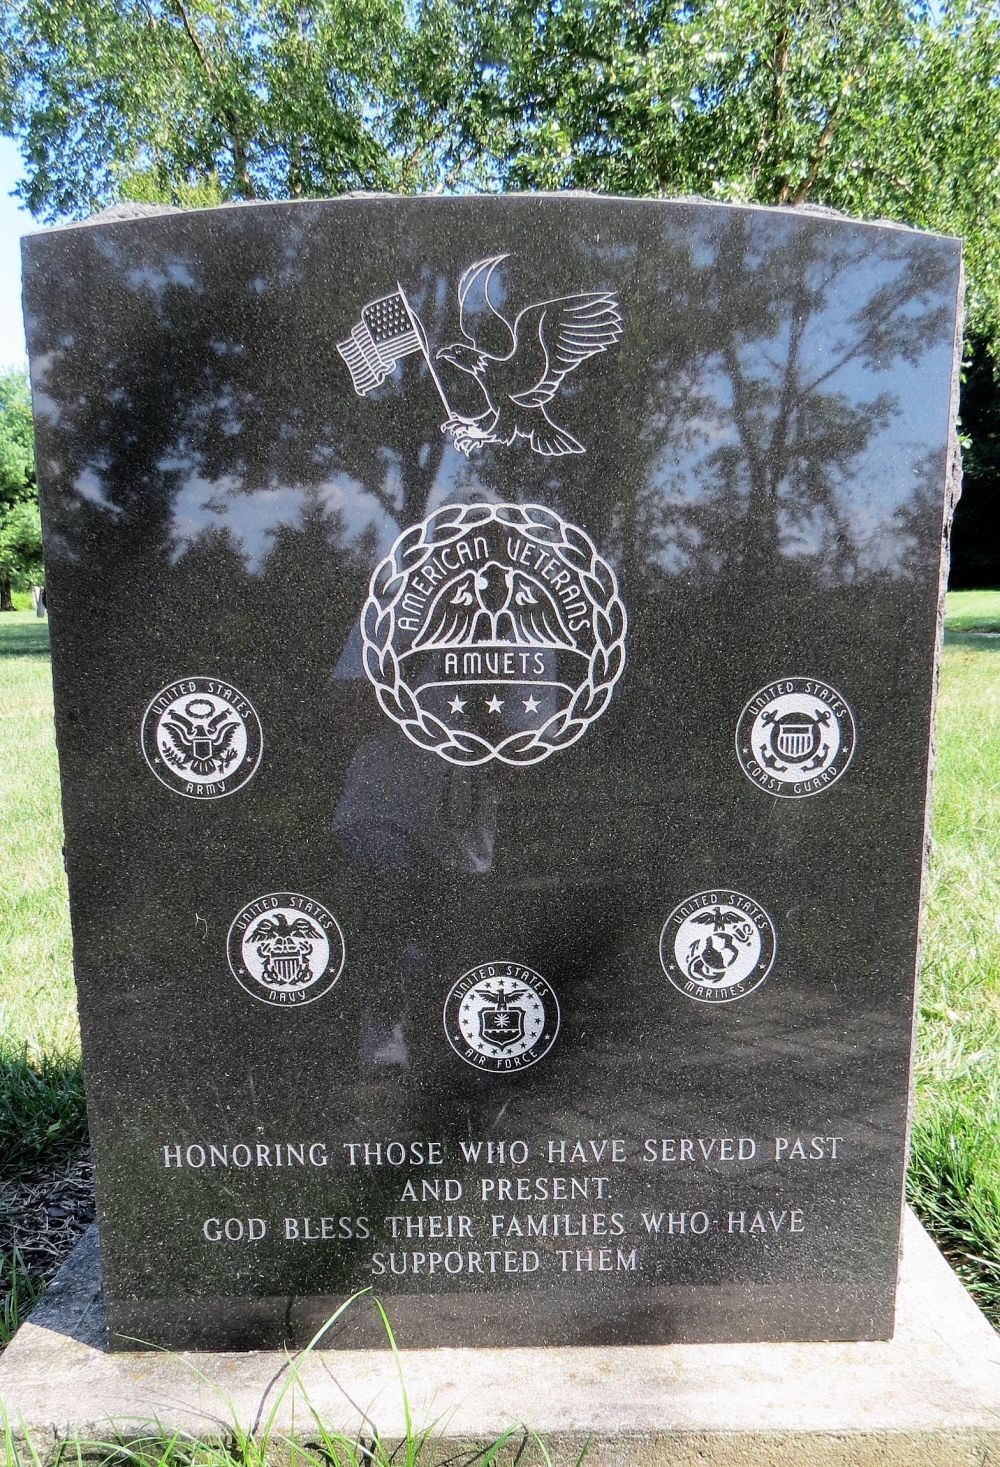 AMERICAN VETERANS
AMVETS
UNITED STATES
ARMY
UNITED STATES
COAST GUARD
UNITED STATES
NAVY
UNITED STATES
AIR FORCE
UNITED STATES
MARINES
HONORING THOSE WHO HAVE SERVED PAST
AND PRESENT.
GOD BLESS THEIR FAMILIES WHO HAVE
SUPPORTED THEM.